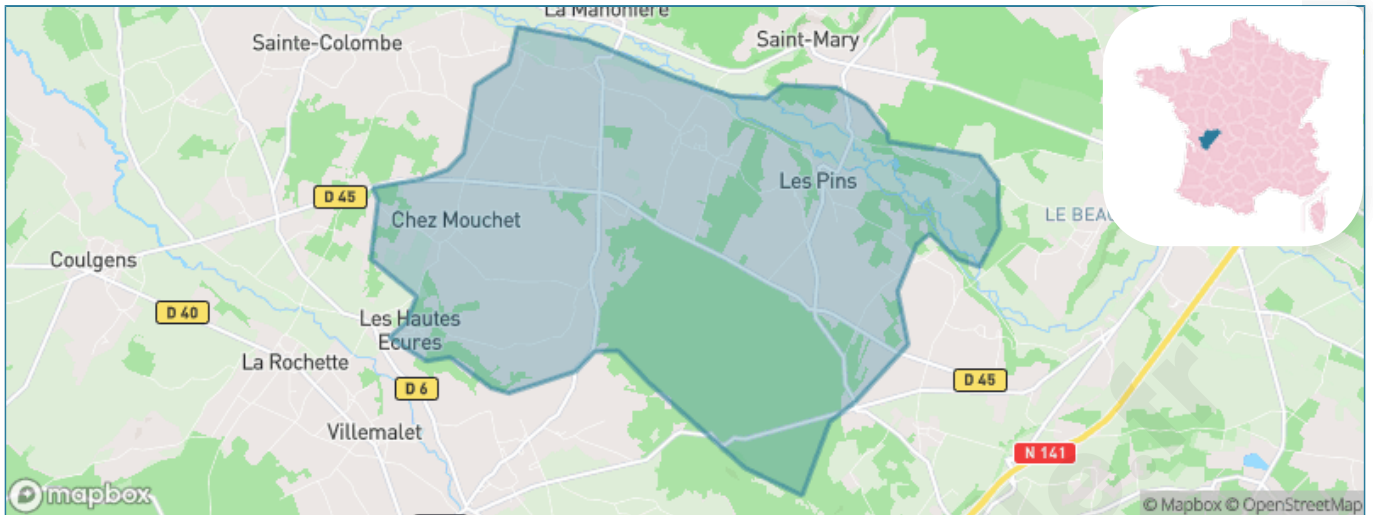 La Manonière
Sainte-Colombe
Saint-Mary
Les Pins
D 45
Chez Mouchet
LE BEAU
Coulgens
D 40
Les Hautes
Ecures
La Rochette
D 45
D 6
Villemalet
N 141
mapbox
© Mapbox © OpenStreetMap